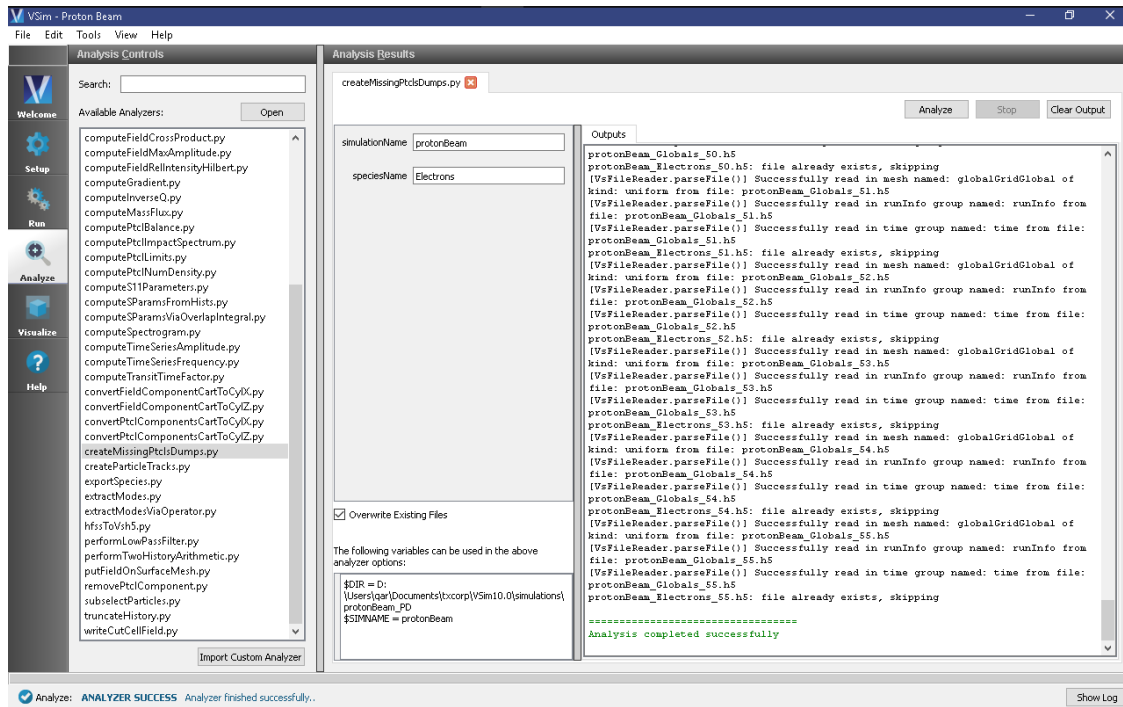 VSim - Proton Beam
File Edit Tools View Help
Analysis Controls
Search:
Available Analyzers:
Open
computeFieldCrossProduct.py
computeFieldMaxAmplitude.py
computeFieldRelIntensityHilbert.py
computeGradient.py
computeInverseQ.py
computeMassFlux.py
computePtclBalance.py
computePtclImpactSpectrum.py
computePtclLimits.py
computePtclNumDensity.py
computeS11Parameters.py
computeSParamsFromHists.py
computeSParamsViaOverlapIntegral.py
computeSpectrogram.py
computeTimeSeriesAmplitude.py
computeTimeSeriesFrequency.py
computeTransitTimeFactor.py
convertFieldComponentCartToCylX.py
convertFieldComponentCartToCylZ.py
convertPtclComponentsCartToCylX.py
convertPtclComponentsCartToCylZ.py
createMissingPtclsDumps.py
createParticleTracks.py
exportSpecies.py
extractModes.py
extractModesViaOperator.py
hfssToVsh5.py
performLowPassFilter.py
performTwoHistoryArithmetic.py
putFieldOnSurfaceMesh.py
removePtclComponent.py
subselectParticles.py
truncateHistory.py
writeCutCellField.py
Import Custom Analyzer
Welcome
Setup
Run
Analyze
Visualize
Help
Analysis Results
createMissingPtclsDumps.py
Analyze
Stop
Clear Output
simulationName protonBeam
speciesName Electrons
Overwrite Existing Files
The following variables can be used in the above
analyzer options:
$DIR = D:
\Users\qar\Documents\txcorp\VSim10.0\simulations\
protonBeam_PD
$SIMNAME = protonBeam
Outputs
protonBeam_Globals_50.h5
protonBeam_Electrons_50.h5: file already exists, skipping
[VsFileReader.parseFile()] Successfully read in mesh named: globalGridGlobal of
kind: uniform from file: protonBeam_Globals_51.h5
[VsFileReader.parseFile()] Successfully read in runInfo group named: runInfo from
file: protonBeam_Globals_51.h5
[VsFileReader.parseFile()] Successfully read in time group named: time from file:
protonBeam_Globals_51.h5
protonBeam_Electrons_51.h5: file already exists, skipping
[VsFileReader.parseFile()] Successfully read in mesh named: globalGridGlobal of
kind: uniform from file: protonBeam_Globals_52.h5
[VsFileReader.parseFile()] Successfully read in runInfo group named: runInfo from
file: protonBeam_Globals_52.h5
[VsFileReader.parseFile()] Successfully read in time group named: time from file:
protonBeam_Globals_52.h5
protonBeam_Electrons_52.h5: file already exists, skipping
[VsFileReader.parseFile()] Successfully read in mesh named: globalGridGlobal of
kind: uniform from file: protonBeam_Globals_53.h5
[VsFileReader.parseFile()] Successfully read in runInfo group named: runInfo from
file: protonBeam_Globals_53.h5
[VsFileReader.parseFile()] Successfully read in time group named: time from file:
protonBeam_Globals_53.h5
protonBeam_Electrons_53.h5: file already exists, skipping
[VsFileReader.parseFile()] Successfully read in mesh named: globalGridGlobal of
kind: uniform from file: protonBeam_Globals_54.h5
[VsFileReader.parseFile()] Successfully read in runInfo group named: runInfo from
file: protonBeam_Globals_54.h5
[VsFileReader.parseFile()] Successfully read in time group named: time from file:
protonBeam_Globals_54.h5
protonBeam_Electrons_54.h5: file already exists, skipping
[VsFileReader.parseFile()] Successfully read in mesh named: globalGridGlobal of
kind: uniform from file: protonBeam_Globals_55.h5
[VsFileReader.parseFile()] Successfully read in runInfo group named: runInfo from
file: protonBeam_Globals_55.h5
[VsFileReader.parseFile()] Successfully read in time group named: time from file:
protonBeam_Globals_55.h5
protonBeam_Electrons_55.h5: file already exists, skipping
==================================
Analysis completed successfully
Analyze: ANALYZER SUCCESS Analyzer finished successfully..
Show Log